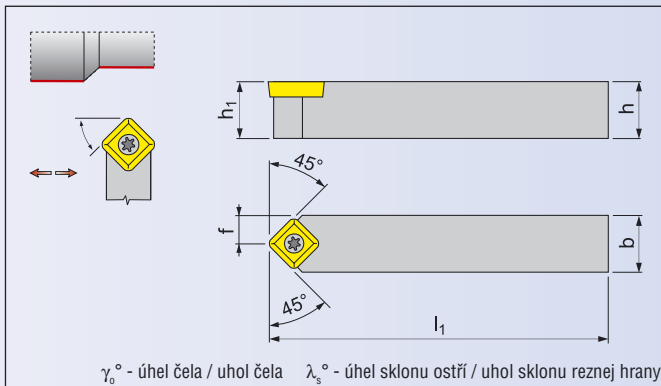 h₁
h
45°
f
b
45°
l₁
γₒ° - úhel čela / uhol čela λₛ° - úhel sklonu ostří / uhol sklonu reznej hrany